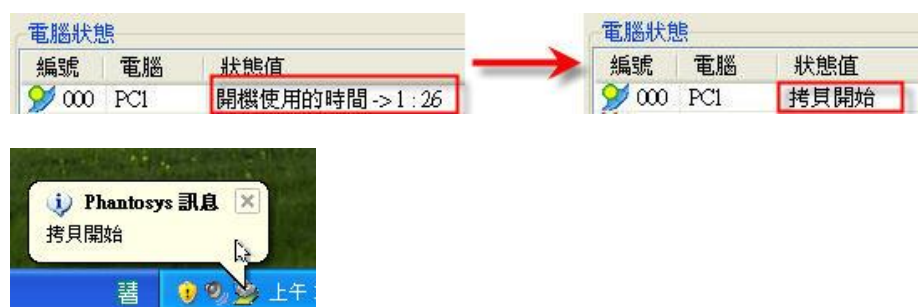 電腦狀態
編號 電腦 狀態值
000 PC1 開機使用的時間 -> 1 : 26
電腦狀態
編號 電腦 狀態值
000 PC1 拷貝開始
Phantosys 訊息
拷貝開始
上午